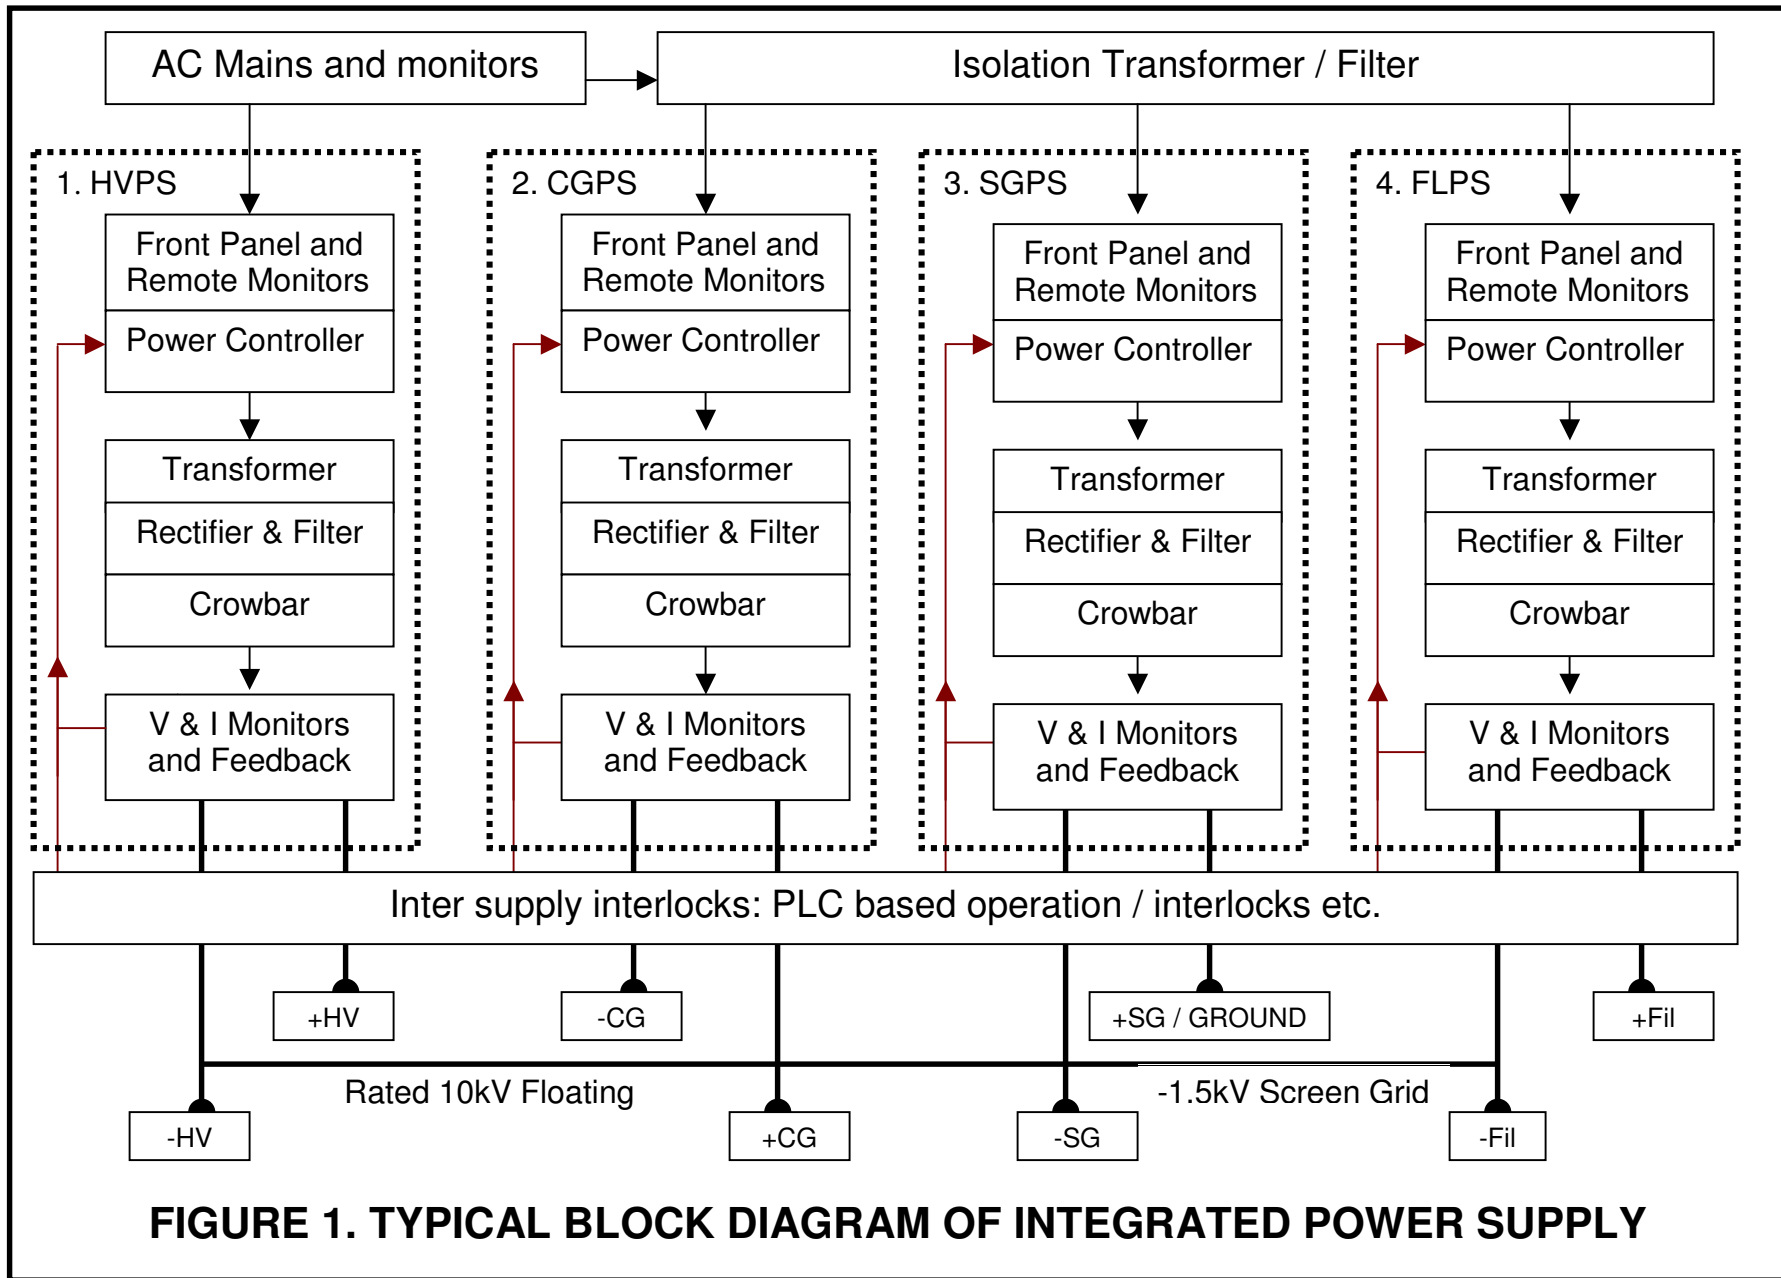 AC Mains and monitors
Isolation Transformer / Filter
1. HVPS
Front Panel and
Remote Monitors
Power Controller
Transformer
Rectifier & Filter
Crowbar
V & I Monitors
and Feedback
2. CGPS
Front Panel and
Remote Monitors
Power Controller
Transformer
Rectifier & Filter
Crowbar
V & I Monitors
and Feedback
3. SGPS
Front Panel and
Remote Monitors
Power Controller
Transformer
Rectifier & Filter
Crowbar
V & I Monitors
and Feedback
4. FLPS
Front Panel and
Remote Monitors
Power Controller
Transformer
Rectifier & Filter
Crowbar
V & I Monitors
and Feedback
Inter supply interlocks: PLC based operation / interlocks etc.
+HV
-CG
+SG / GROUND
+Fil
Rated 10kV Floating
-1.5kV Screen Grid
-HV
+CG
-SG
-Fil
FIGURE 1. TYPICAL BLOCK DIAGRAM OF INTEGRATED POWER SUPPLY